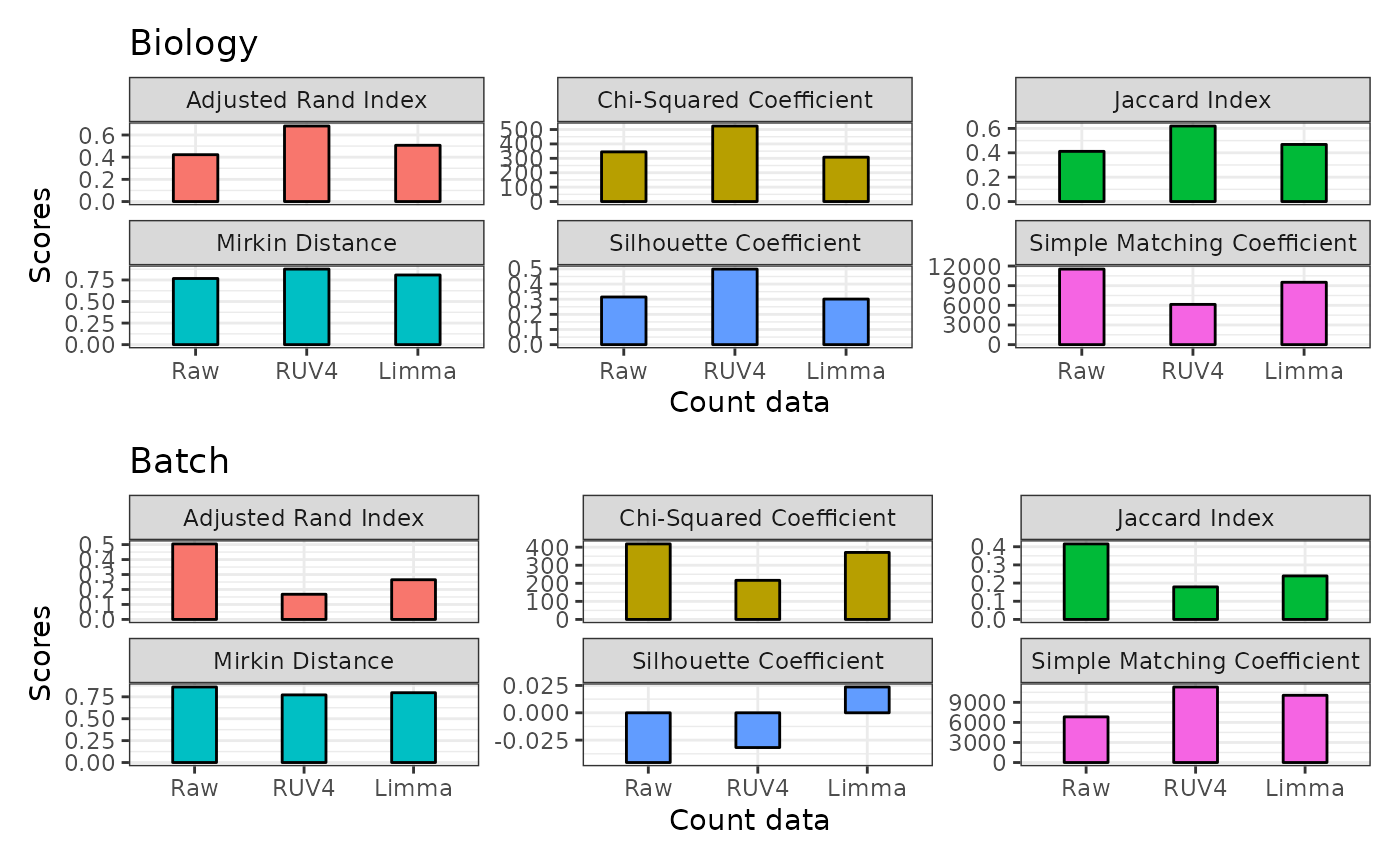 Biology
Adjusted Rand Index
Chi-Squared Coefficient
Jaccard Index
0.6
0.4
0.2
0.0
500
400
300
200
100
0
0.6
0.4
0.2
0.0
Scores
Mirkin Distance
Silhouette Coefficient
Simple Matching Coefficient
0.75
0.50
0.25
0.00
0.5
0.4
0.3
0.2
0.1
0.0
12000
9000
6000
3000
0
Raw RUV4 Limma
Raw RUV4 Limma
Raw RUV4 Limma
Count data
Batch
Adjusted Rand Index
Chi-Squared Coefficient
Jaccard Index
0.5
0.4
0.3
0.2
0.1
0.0
400
300
200
100
0
0.4
0.3
0.2
0.1
0.0
Scores
Mirkin Distance
Silhouette Coefficient
Simple Matching Coefficient
0.75
0.50
0.25
0.00
0.025
0.000
-0.025
9000
6000
3000
0
Raw RUV4 Limma
Raw RUV4 Limma
Raw RUV4 Limma
Count data